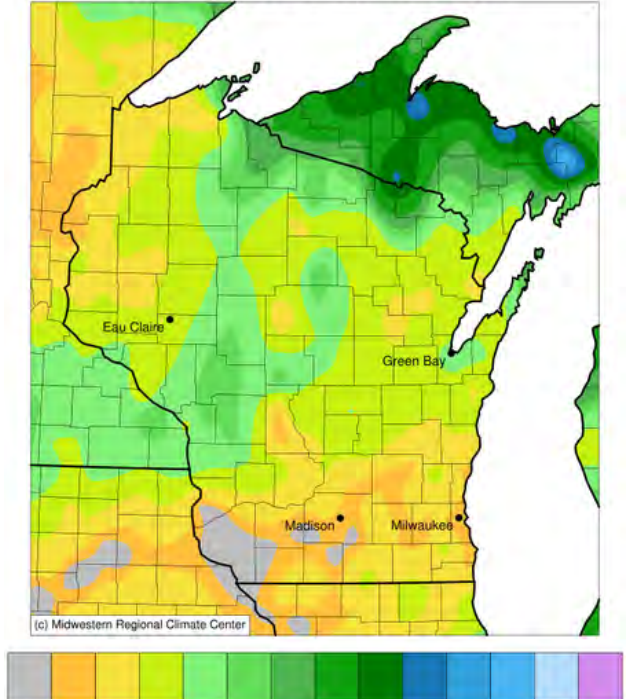 Eau Claire
Green Bay
Madison
Milwaukee
(c) Midwestern Regional Climate Center